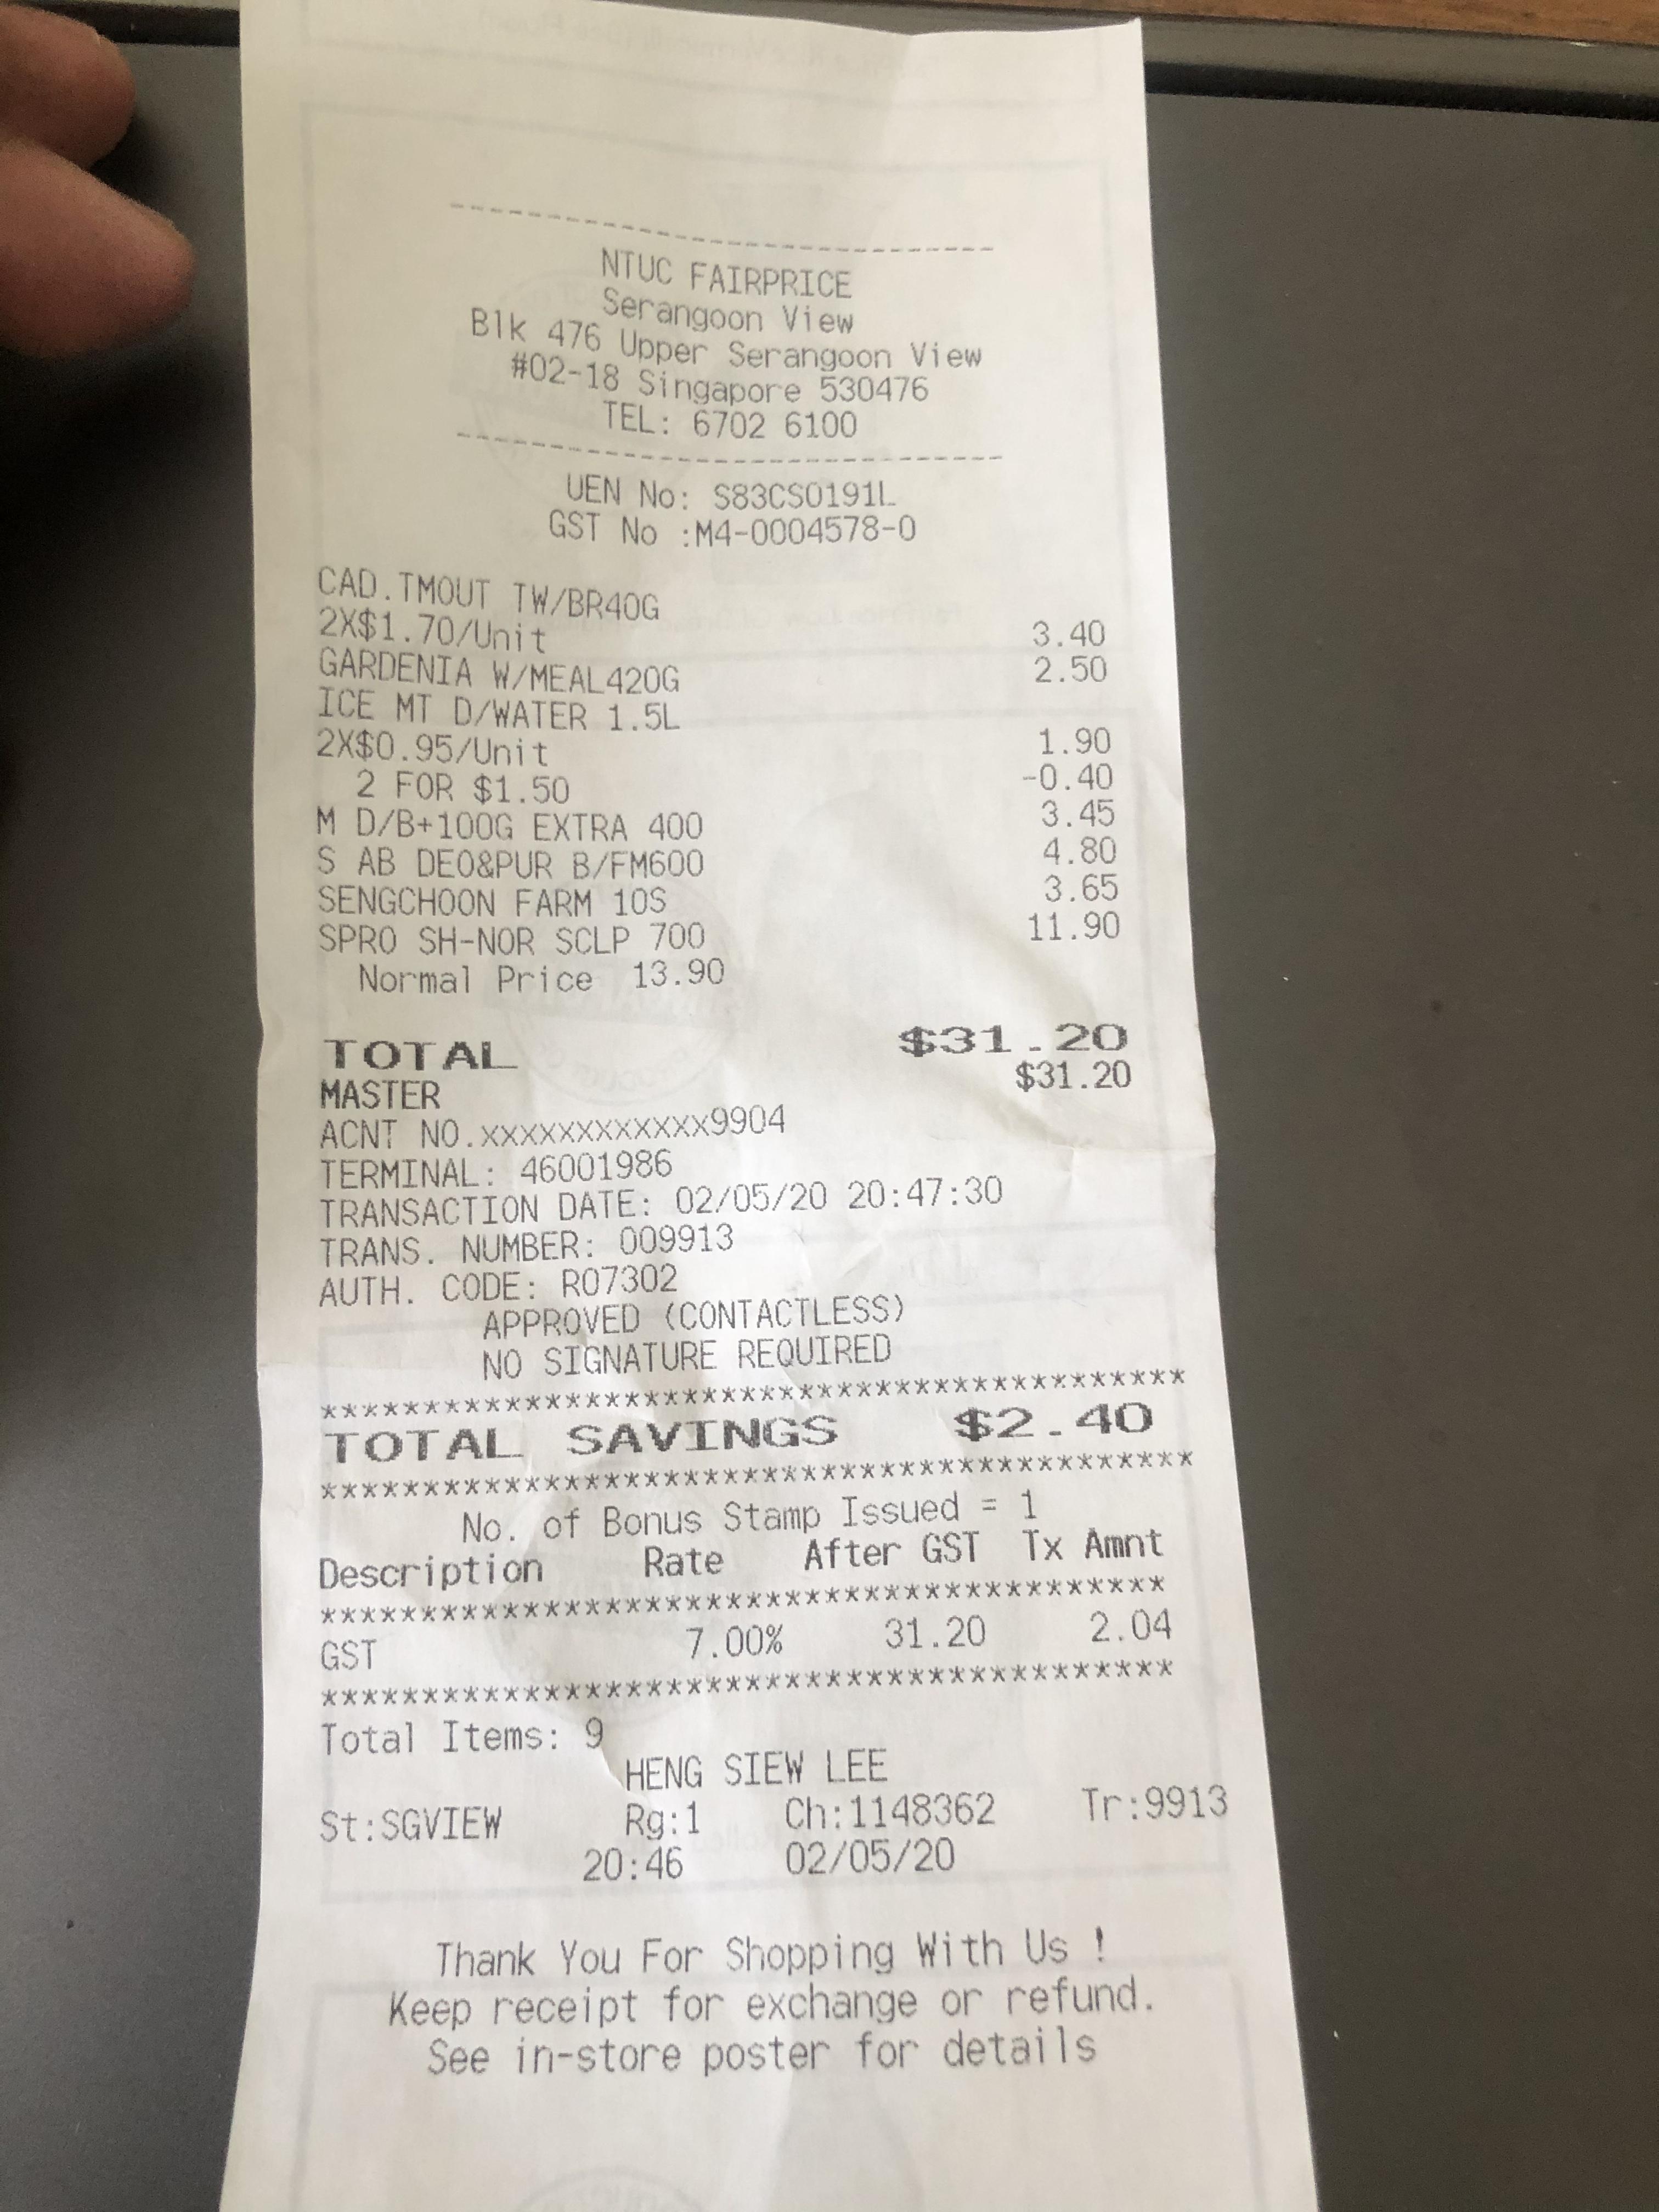 NTUC FAIRPRICE
Serangoon View
Blk 476 Upper Serangoon View
#02-18 Singapore 530476
TEL: 6702 6100
UEN No: S83CS0191L
GST No :M4-0004578-0
CAD.TMOUT TW/BR40G
2X$1.70/Unit 3.40
GARDENIA W/MEAL420G 2.50
ICE MT D/WATER 1.5L
2X$0.95/Unit 1.90
2 FOR $1.50 -0.40
M D/B+100G EXTRA 400 3.45
S AB DEO&PUR B/FM600 4.80
SENGCHOON FARM 10S 3.65
SPRO SH-NOR SCLP 700 11.90
Normal Price 13.90
TOTAL $31.20
MASTER $31.20
ACNT NO.xxxxxxxxxxxx9904
TERMINAL: 46001986
TRANSACTION DATE: 02/05/20 20:47:30
TRANS. NUMBER: 009913
AUTH. CODE: R07302
APPROVED (CONTACTLESS)
NO SIGNATURE REQUIRED
******************************************
TOTAL SAVINGS $2.40
******************************************
No. of Bonus Stamp Issued = 1
Description Rate After GST Tx Amnt
******************************************
GST 7.00% 31.20 2.04
******************************************
Total Items: 9
HENG SIEW LEE
St:SGVIEW Rg:1 Ch:1148362 Tr:9913
20:46 02/05/20
Thank You For Shopping With Us !
Keep receipt for exchange or refund.
See in-store poster for details